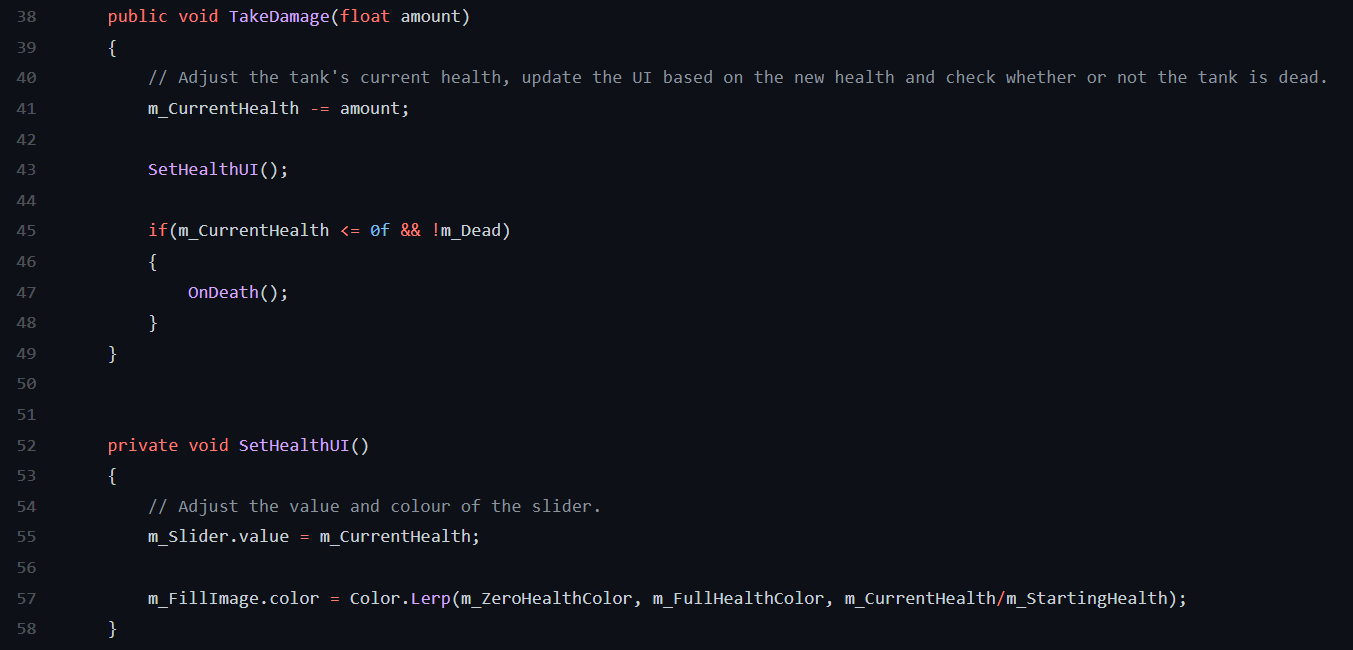 38 public void TakeDamage(float amount)
39 {
40 // Adjust the tank's current health, update the UI based on the new health and check whether or not the tank is dead.
41 m_CurrentHealth -= amount;
42
43 SetHealthUI();
44
45 if(m_CurrentHealth <= 0f && !m_Dead)
46 {
47 OnDeath();
48 }
49 }
50
51
52 private void SetHealthUI()
53 {
54 // Adjust the value and colour of the slider.
55 m_Slider.value = m_CurrentHealth;
56
57 m_FillImage.color = Color.Lerp(m_ZeroHealthColor, m_FullHealthColor, m_CurrentHealth/m_StartingHealth);
58 }